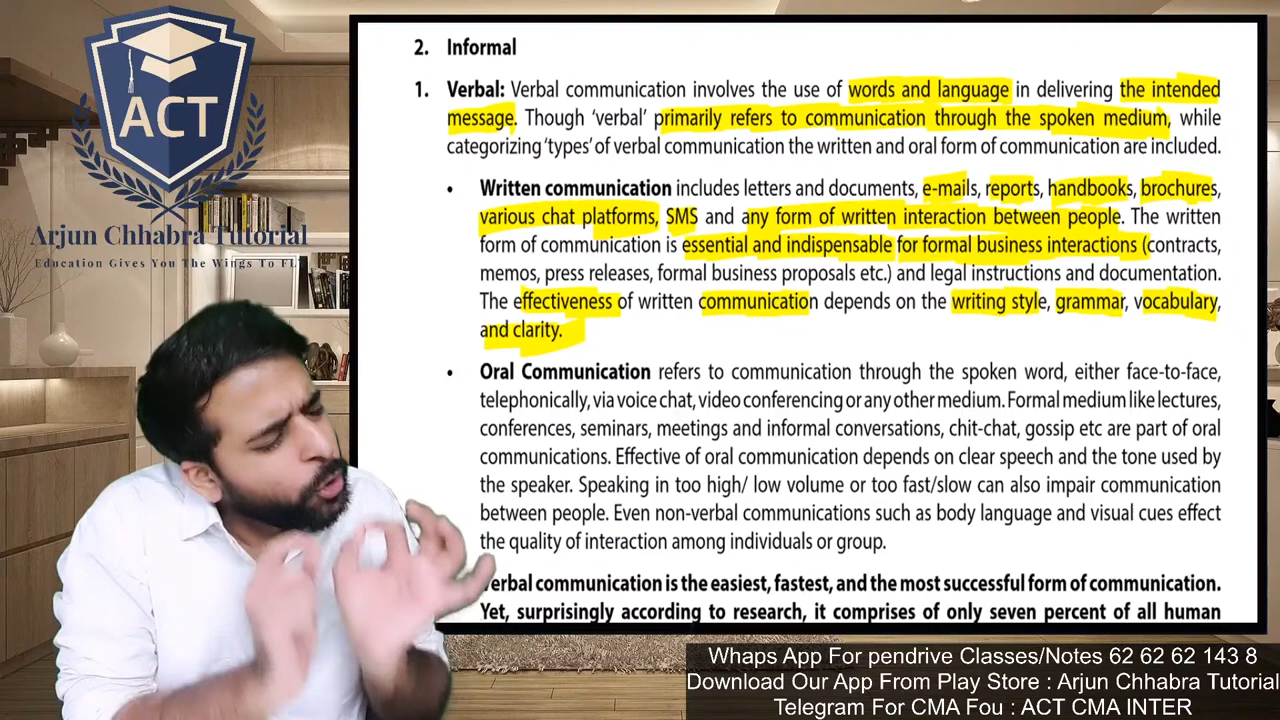 ACT
Arjun Chhabra Tutorial
Education Gives You The Wings To FL
2. Informal
1. Verbal: Verbal communication involves the use of words and language in delivering the intended
message. Though ‘verbal’ primarily refers to communication through the spoken medium, while
categorizing ‘types’ of verbal communication the written and oral form of communication are included.
• Written communication includes letters and documents, e-mails, reports, handbooks, brochures,
various chat platforms, SMS and any form of written interaction between people. The written
form of communication is essential and indispensable for formal business interactions (contracts,
memos, press releases, formal business proposals etc.) and legal instructions and documentation.
The effectiveness of written communication depends on the writing style, grammar, vocabulary,
and clarity.
• Oral Communication refers to communication through the spoken word, either face-to-face,
telephonically, via voice chat, video conferencing or any other medium. Formal medium like lectures,
conferences, seminars, meetings and informal conversations, chit-chat, gossip etc are part of oral
communications. Effective of oral communication depends on clear speech and the tone used by
the speaker. Speaking in too high/ low volume or too fast/slow can also impair communication
between people. Even non-verbal communications such as body language and visual cues effect
the quality of interaction among individuals or group.
erbal communication is the easiest, fastest, and the most successful form of communication.
Yet, surprisingly according to research, it comprises of only seven percent of all human
Whaps App For pendrive Classes/Notes 62 62 62 143 8
Download Our App From Play Store : Arjun Chhabra Tutorial
Telegram For CMA Fou : ACT CMA INTER